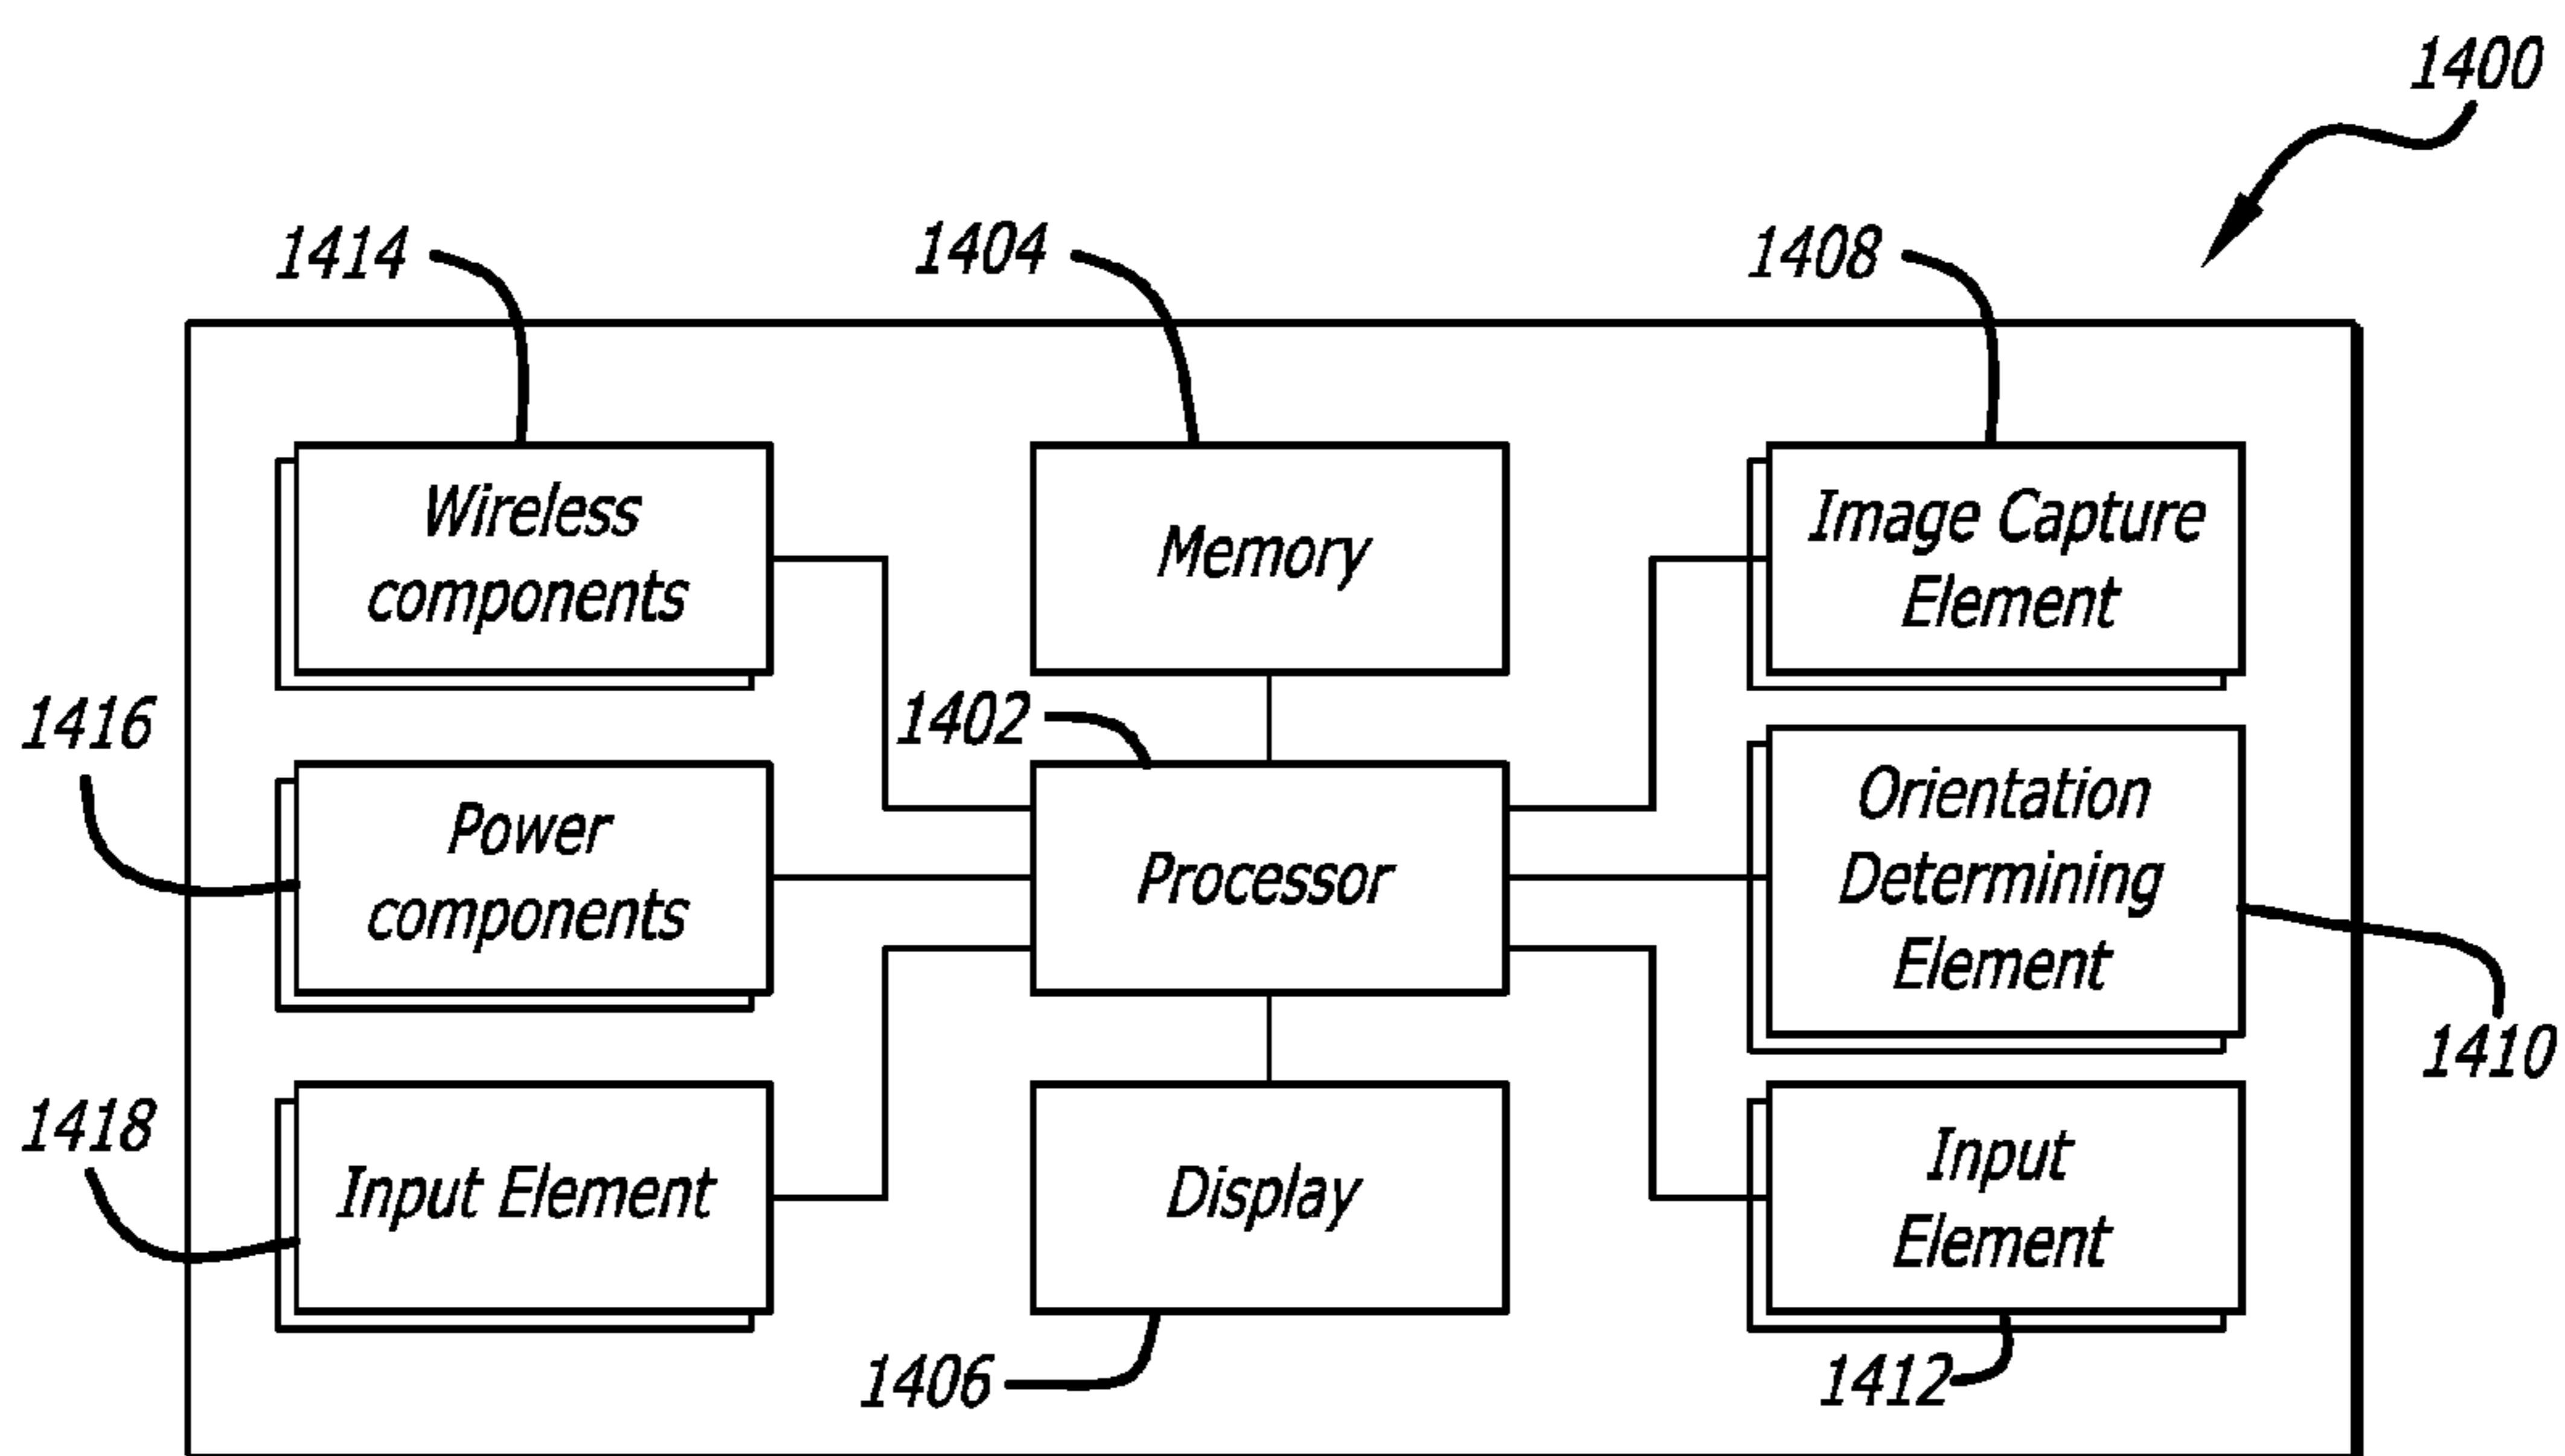 1400
1414
1404
1408
Wireless
components
Memory
Image Capture
Element
1416
1402
Power
components
Processor
Orientation
Determining
Element
1410
1418
Input Element
Display
Input
Element
1406
1412